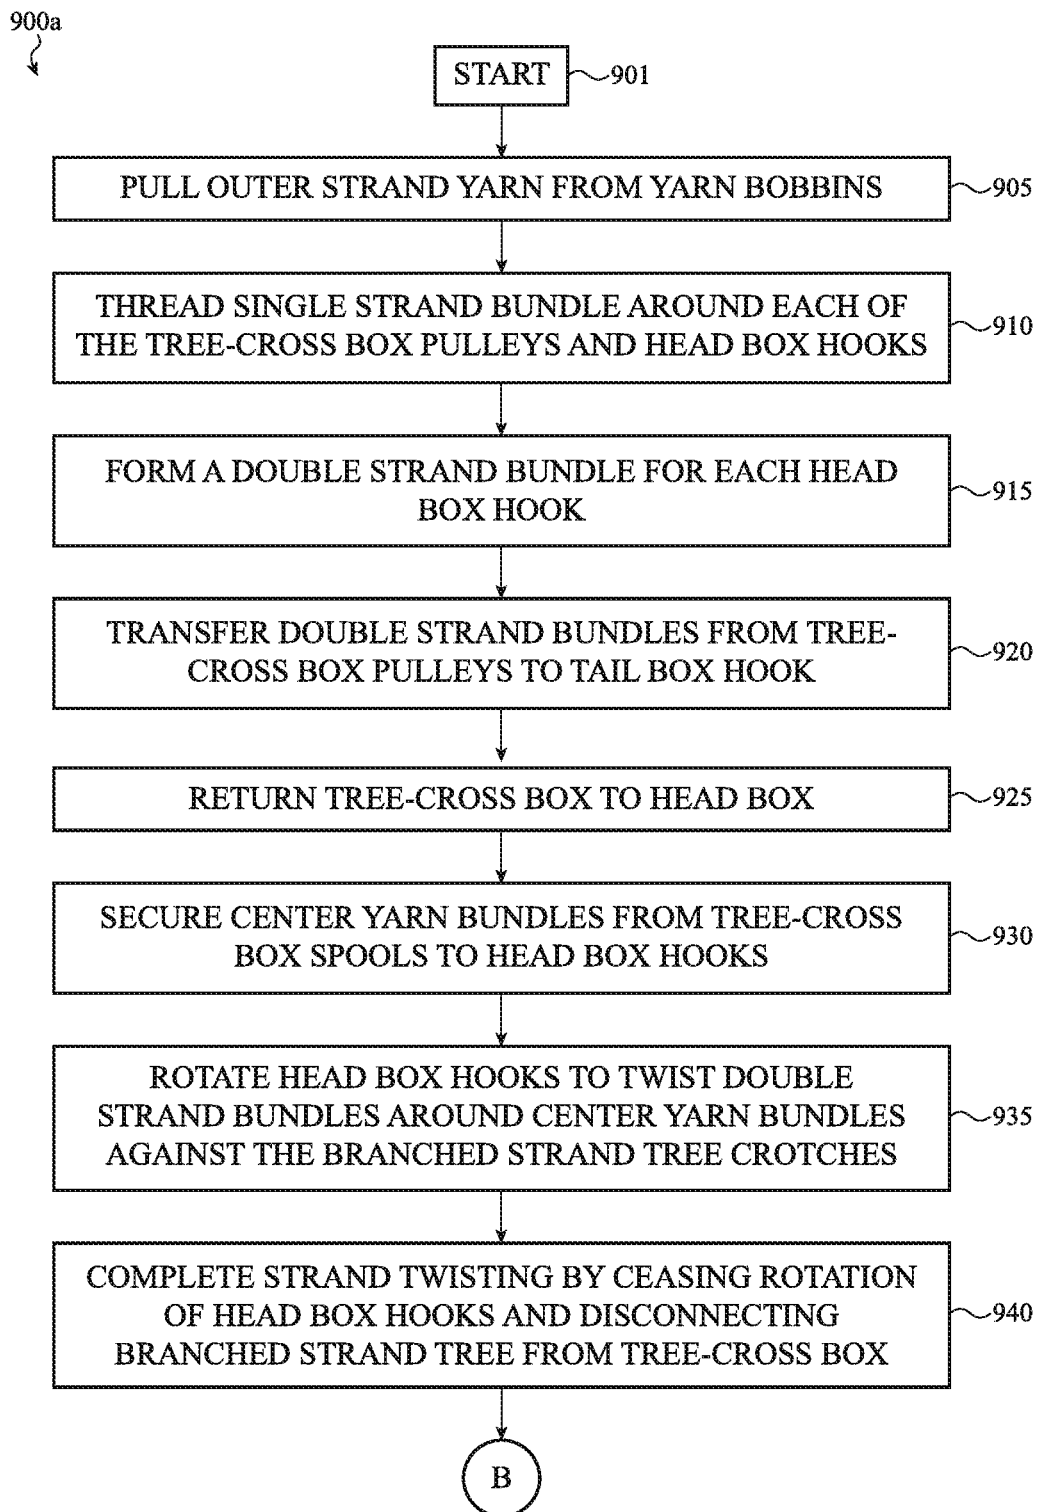 900a
START
901
PULL OUTER STRAND YARN FROM YARN BOBBINS
905
THREAD SINGLE STRAND BUNDLE AROUND EACH OF
THE TREE-CROSS BOX PULLEYS AND HEAD BOX HOOKS
910
FORM A DOUBLE STRAND BUNDLE FOR EACH HEAD
BOX HOOK
915
TRANSFER DOUBLE STRAND BUNDLES FROM TREE-
CROSS BOX PULLEYS TO TAIL BOX HOOK
920
RETURN TREE-CROSS BOX TO HEAD BOX
925
SECURE CENTER YARN BUNDLES FROM TREE-CROSS
BOX SPOOLS TO HEAD BOX HOOKS
930
ROTATE HEAD BOX HOOKS TO TWIST DOUBLE
STRAND BUNDLES AROUND CENTER YARN BUNDLES
AGAINST THE BRANCHED STRAND TREE CROTCHES
935
COMPLETE STRAND TWISTING BY CEASING ROTATION
OF HEAD BOX HOOKS AND DISCONNECTING
BRANCHED STRAND TREE FROM TREE-CROSS BOX
940
B